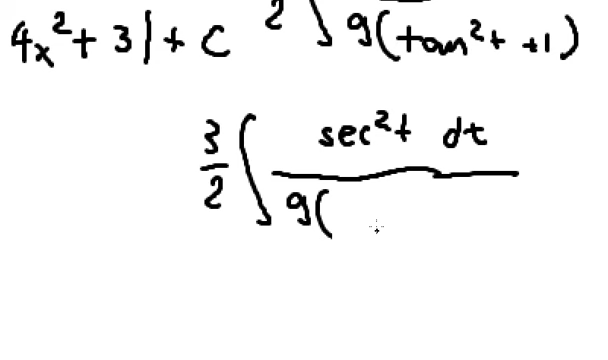 4x² + 3| + C 2 ∫ 9(tan²t +1)
3/2 ∫ sec²t dt
9(